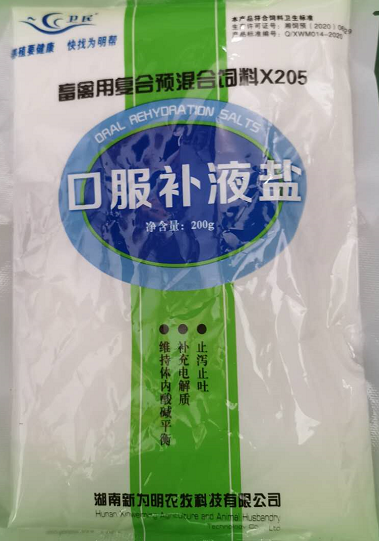 卫民
养植要健康 快找为明帮
本产品符合饲料卫生标准
生产许可证号：湘饲预（2020）
产品标准编号：Q/XWM014-2020
畜禽用复合预混合饲料X205
ORAL REHYDRATION SALTS
口服补液盐
净含量：200g
●止泻止吐
●补充电解质
●维持体内酸碱平衡
湖南新为明农牧科技有限公司
Hunan Xinweiming Agriculture and Animal Husbandry
Technology Co., Ltd